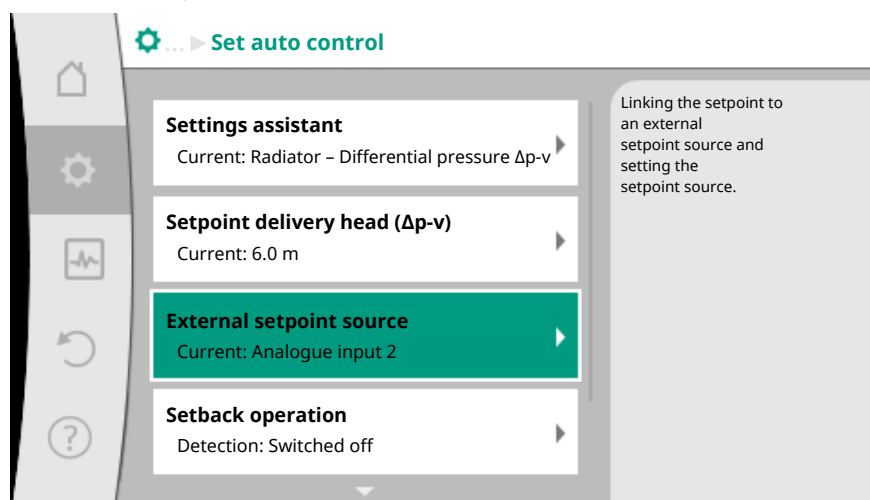 ... Set auto control
Settings assistant
Current: Radiator – Differential pressure Δp-v
Setpoint delivery head (Δp-v)
Current: 6.0 m
External setpoint source
Current: Analogue input 2
Setback operation
Detection: Switched off
?
Linking the setpoint to
an external
setpoint source and
setting the
setpoint source.